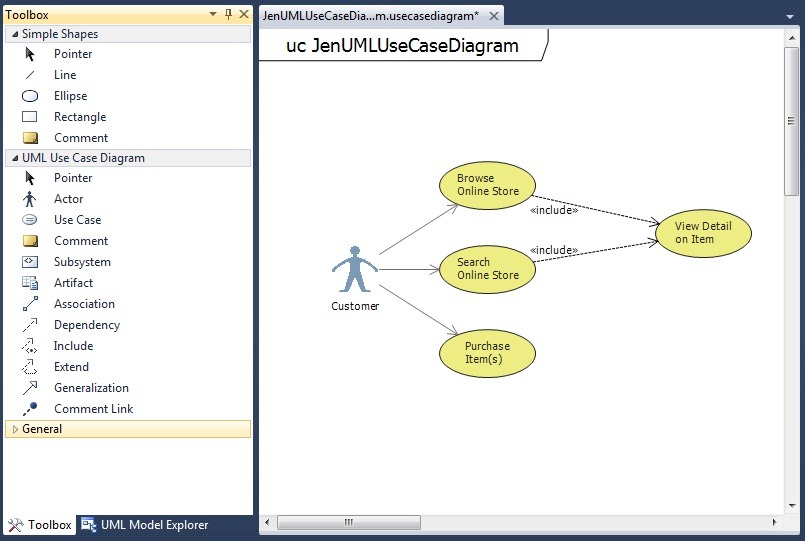 Toolbox
Simple Shapes
Pointer
Line
Ellipse
Rectangle
Comment
UML Use Case Diagram
Pointer
Actor
Use Case
Comment
Subsystem
Artifact
Association
Dependency
Include
Extend
Generalization
Comment Link
General
Toolbox
UML Model Explorer
JenUMLUseCaseDia...m.usecasediagram*
uc JenUMLUseCaseDiagram
Browse
Online Store
«include»
View Detail
on Item
«include»
Search
Online Store
Customer
Purchase
Item(s)